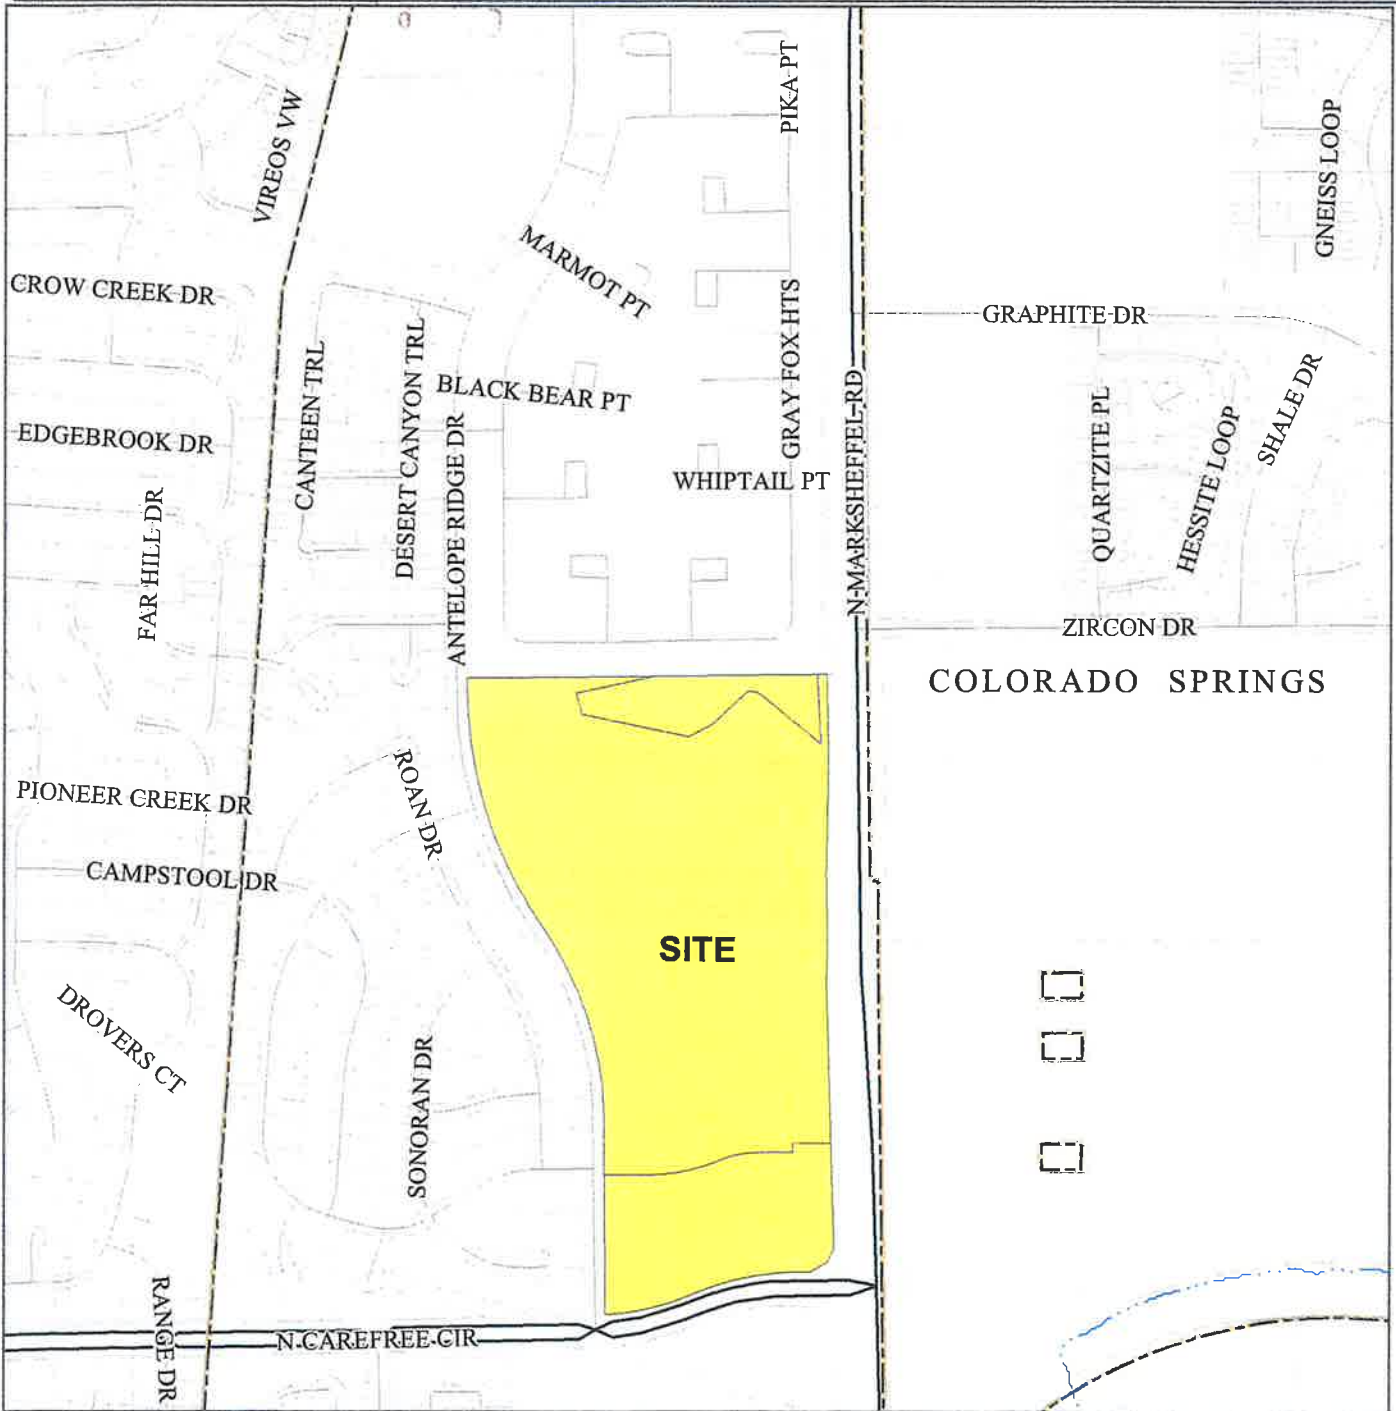 PIKA PT
VIREOS VW
GNEISS LOOP
MARMOT PT
CROW CREEK DR
GRAPHITE DR
CANTEEN TRL
DESERT CANYON TRL
BLACK BEAR PT
GRAY FOX HTS
N MARKSHEFFEL RD
QUARTZITE PL
HESSITE LOOP
SHALE DR
EDGEBROOK DR
ANTELOPE RIDGE DR
WHIPTAIL PT
FAR HILL DR
ZIRCON DR
COLORADO SPRINGS
ROAN DR
PIONEER CREEK DR
CAMPSTOOL DR
SITE
DROVERS CT
SONORAN DR
RANGE DR
N CAREFREE CIR